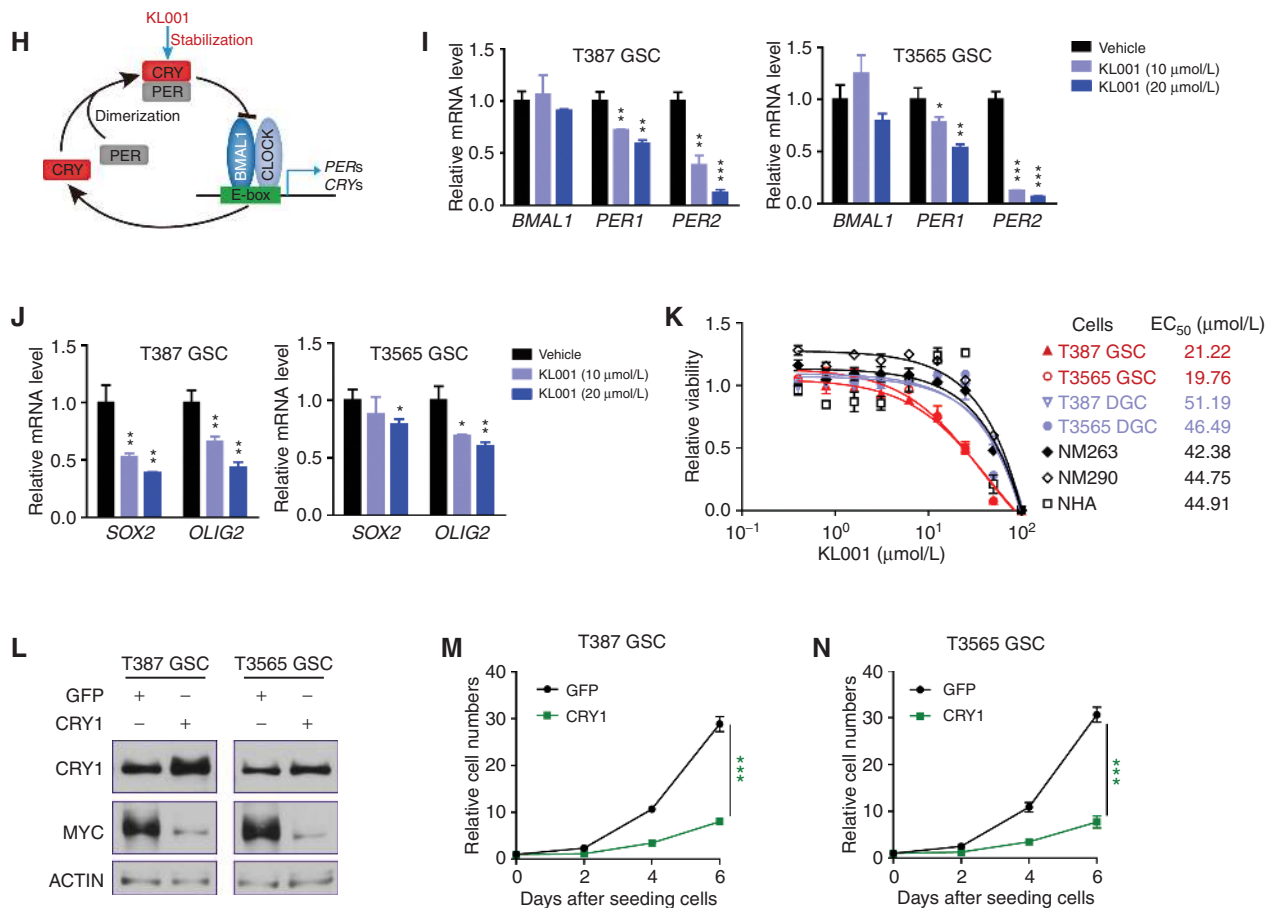 H
KL001
Stabilization
CRY
PER
Dimerization
PER
CRY
BMAL1
CLOCK
E-box
PERs
CRYs
I
T387 GSC
Relative mRNA level
1.5
1.0
0.5
0.0
** ** ** ***
BMAL1 PER1 PER2
T3565 GSC
Relative mRNA level
1.5
1.0
0.5
0.0
* ** *** ***
BMAL1 PER1 PER2
Vehicle
KL001 (10 μmol/L)
KL001 (20 μmol/L)
J
T387 GSC
Relative mRNA level
1.5
1.0
0.5
0.0
** ** ** **
SOX2 OLIG2
T3565 GSC
1.5
1.0
0.5
0.0
* * **
SOX2 OLIG2
Vehicle
KL001 (10 μmol/L)
KL001 (20 μmol/L)
K
Relative viability
1.5
1.0
0.5
0.0
10⁻¹ 10⁰ 10¹ 10²
KL001 (μmol/L)
Cells EC₅₀ (μmol/L)
T387 GSC 21.22
T3565 GSC 19.76
T387 DGC 51.19
T3565 DGC 46.49
NM263 42.38
NM290 44.75
NHA 44.91
L
T387 GSC T3565 GSC
GFP + − + −
CRY1 − + − +
CRY1
MYC
ACTIN
M
T387 GSC
Relative cell numbers
40
30
20
10
0
GFP
CRY1
***
0 2 4 6
Days after seeding cells
N
T3565 GSC
Relative cell numbers
40
30
20
10
0
GFP
CRY1
***
0 2 4 6
Days after seeding cells